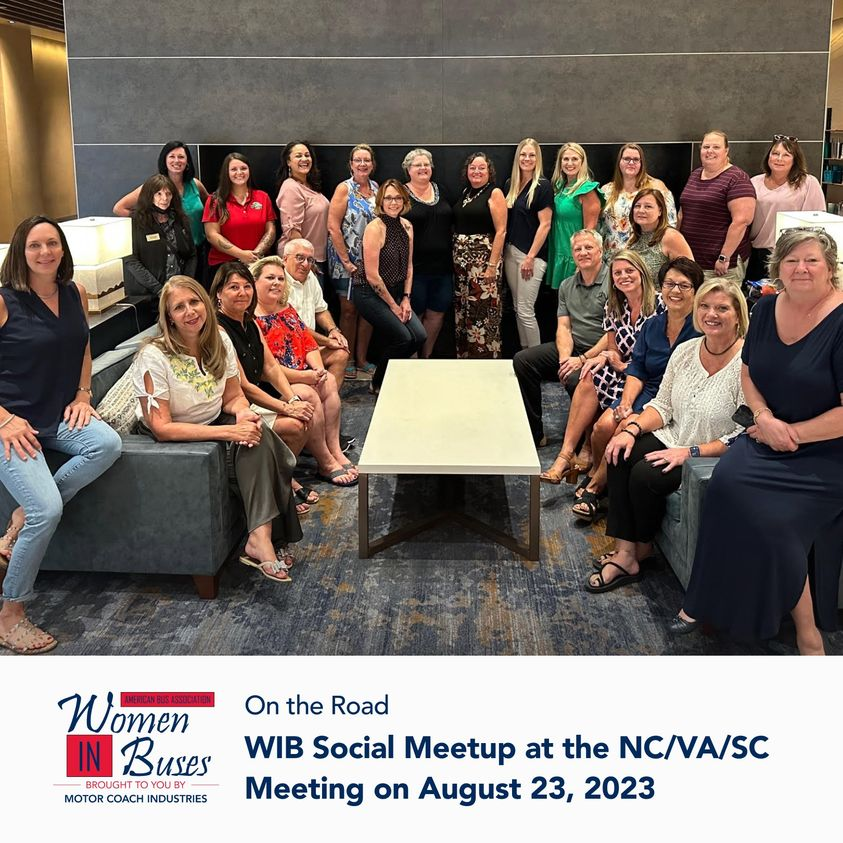 AMERICAN BUS ASSOCIATION
Women
IN Buses
BROUGHT TO YOU BY
MOTOR COACH INDUSTRIES
On the Road
WIB Social Meetup at the NC/VA/SC
Meeting on August 23, 2023